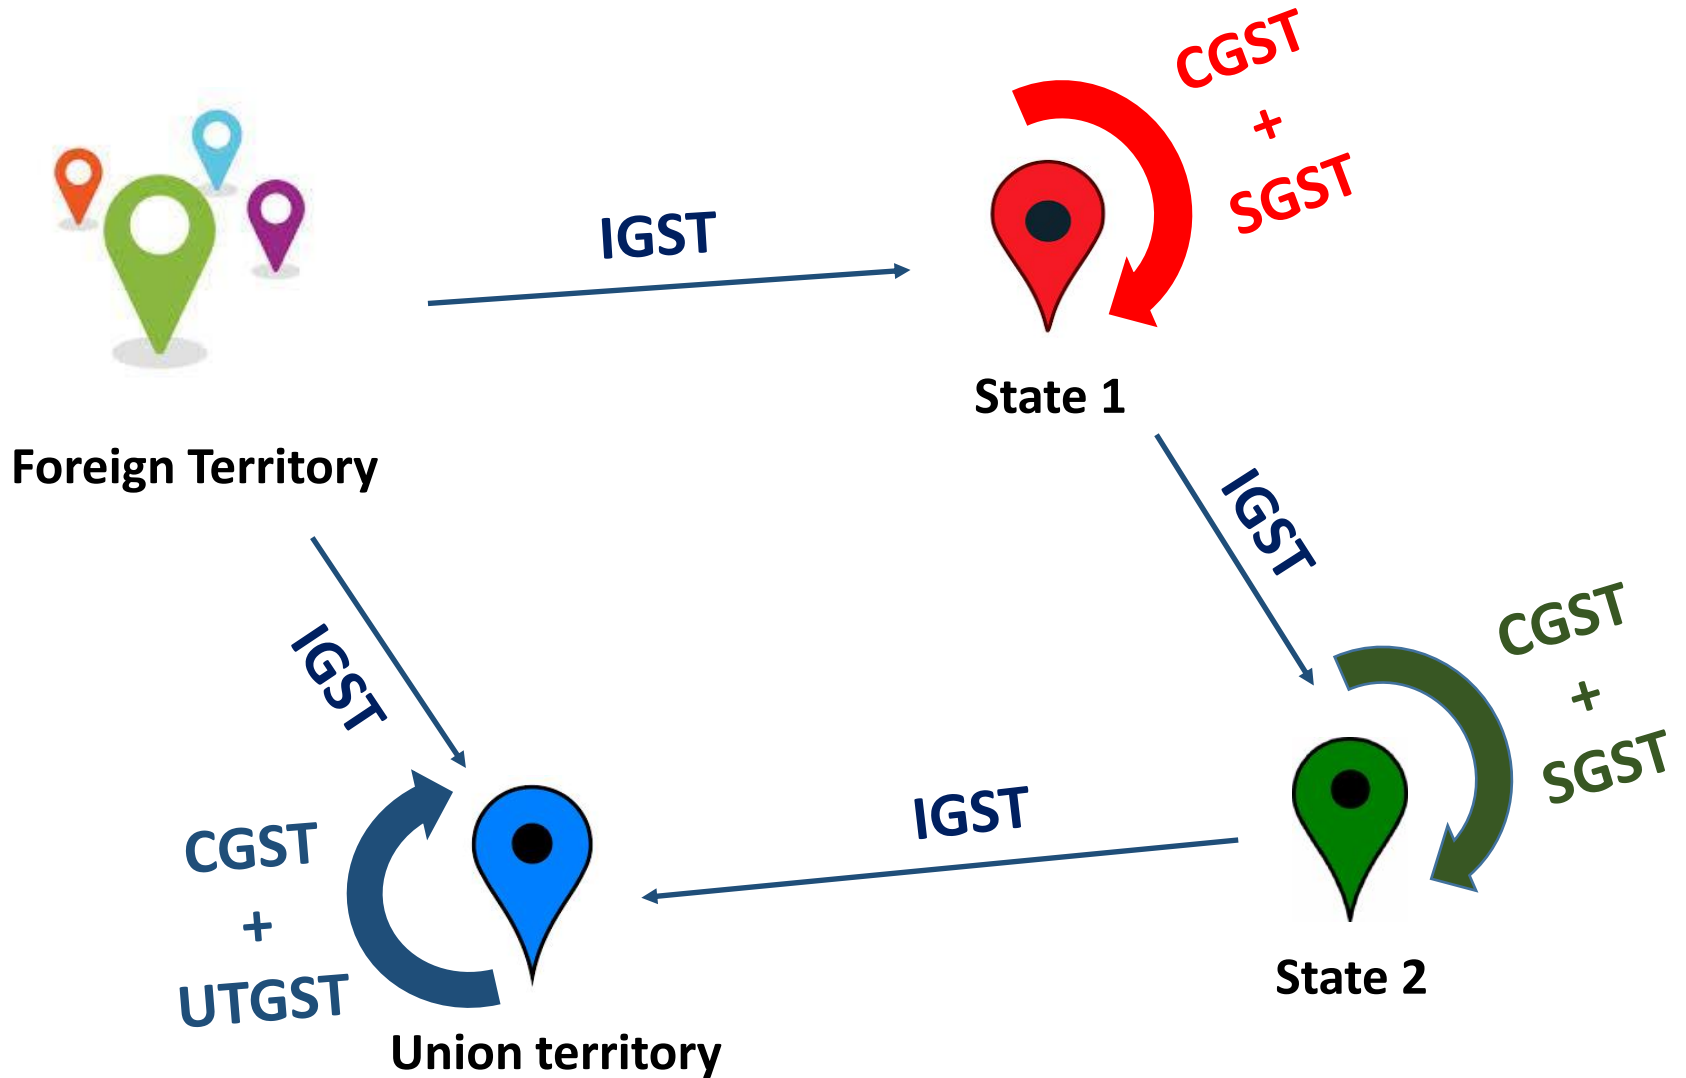 CGST
+
SGST
IGST
State 1
Foreign Territory
IGST
IGST
CGST
+
SGST
IGST
CGST
+
UTGST
State 2
Union territory